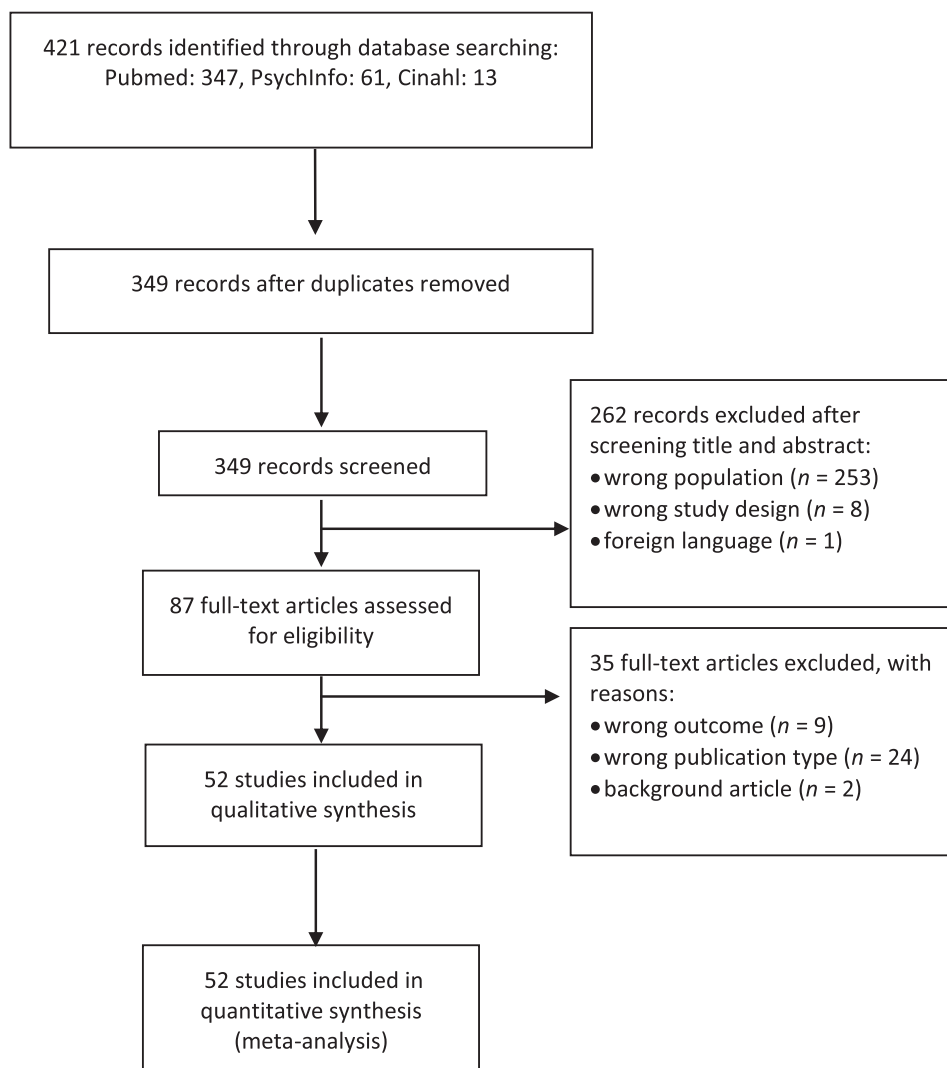 421 records identified through database searching:
Pubmed: 347, PsychInfo: 61, Cinahl: 13
349 records after duplicates removed
349 records screened
262 records excluded after
screening title and abstract:
•wrong population (n = 253)
•wrong study design (n = 8)
•foreign language (n = 1)
87 full-text articles assessed
for eligibility
35 full-text articles excluded, with
reasons:
•wrong outcome (n = 9)
•wrong publication type (n = 24)
•background article (n = 2)
52 studies included in
qualitative synthesis
52 studies included in
quantitative synthesis
(meta-analysis)